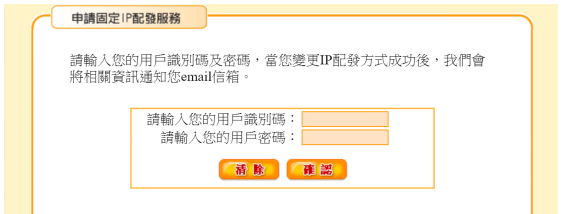 申請固定IP配發服務
請輸入您的用戶識別碼及密碼，當您變更IP配發方式成功後，我們會
將相關資訊通知您email信箱。
請輸入您的用戶識別碼：
請輸入您的用戶密碼：
清除 確認